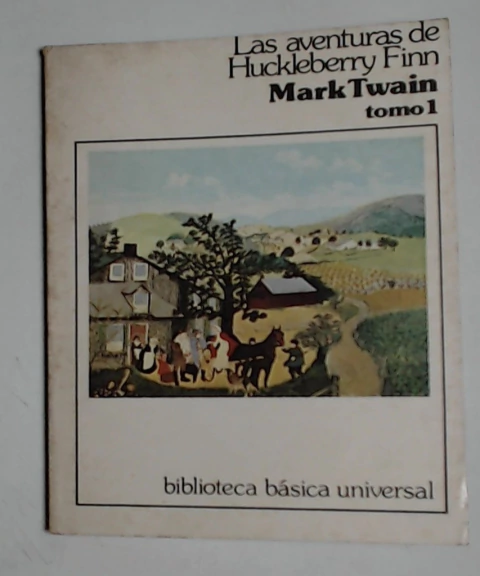 Las aventuras de
Huckleberry Finn
Mark Twain
tomo 1
biblioteca básica universal